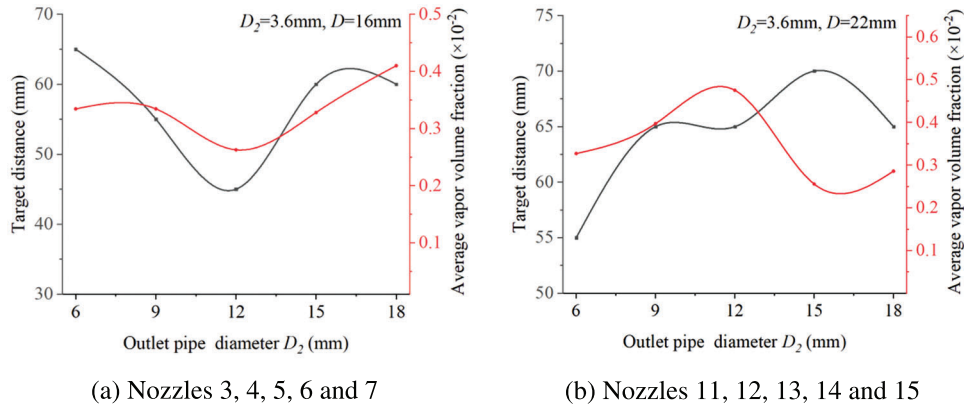 D₂=3.6mm, D=16mm
70
60
50
40
30
Target distance (mm)
0.5
0.4
0.3
0.2
0.1
Average vapor volume fraction (×10⁻²)
6 9 12 15 18
Outlet pipe diameter D₂ (mm)
(a) Nozzles 3, 4, 5, 6 and 7
D₂=3.6mm, D=22mm
75
70
65
60
55
50
Target distance (mm)
0.6
0.5
0.4
0.3
0.2
0.1
Average vapor volume fraction (×10⁻²)
6 9 12 15 18
Outlet pipe diameter D₂ (mm)
(b) Nozzles 11, 12, 13, 14 and 15